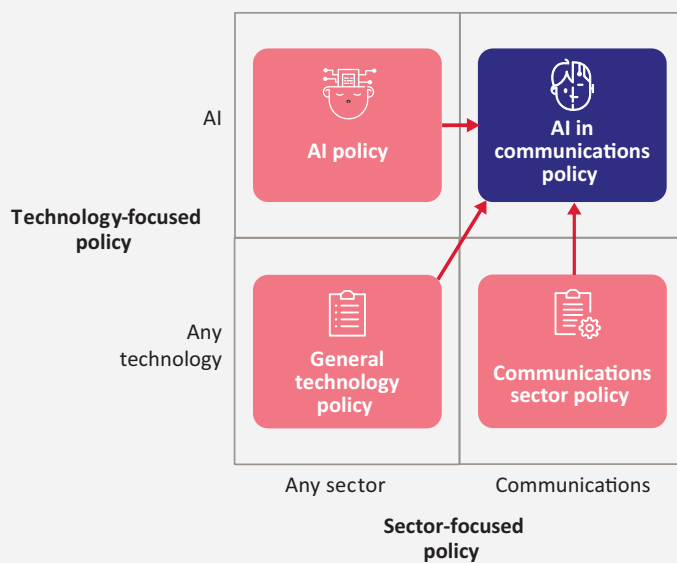 AI
AI policy
AI in
communications
policy
Technology-focused
policy
Any
technology
General
technology
policy
Communications
sector policy
Any sector
Communications
Sector-focused
policy